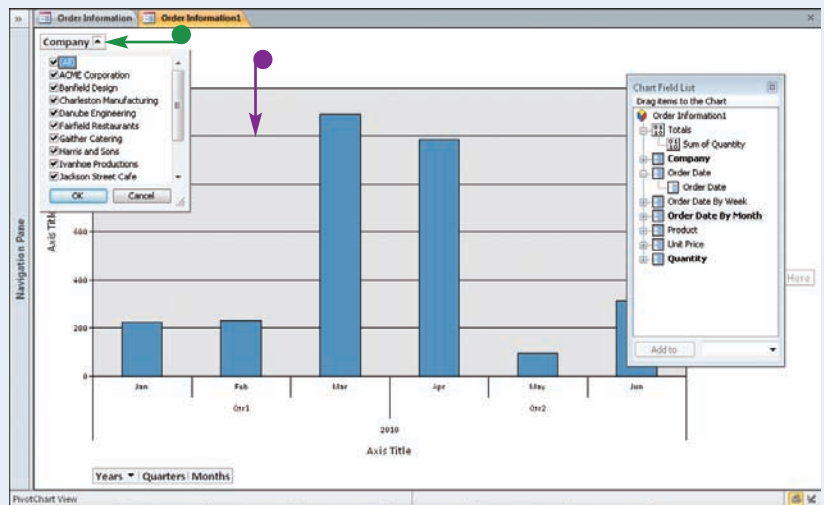 »
Order Information
Order Information1
×
Company
(All)
ACME Corporation
Banfield Design
Charleston Manufacturing
Danube Engineering
Fairfield Restaurants
Gaither Catering
Harris and Sons
Ivanhoe Productions
Jackson Street Cafe
OK
Cancel
Chart Field List
Drag items to the Chart
Order Information1
Totals
Sum of Quantity
Company
Order Date
Order Date
Order Date By Week
Order Date By Month
Product
Unit Price
Quantity
Add to
Here
Navigation Pane
Axis Title
600
400
200
0
Jan
Feb
Mar
Apr
May
Jun
Qtr1
Qtr2
2010
Axis Title
Years
Quarters
Months
PivotChart View